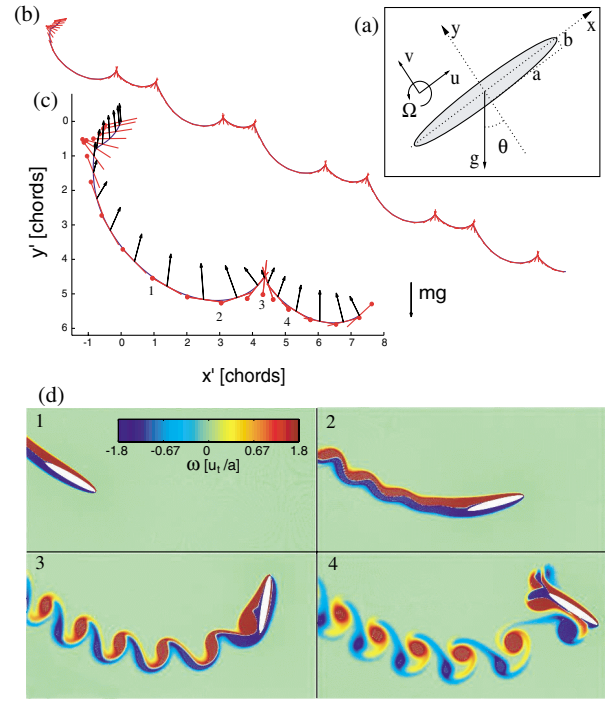 (b)
(a)
y
x
b
v
u
a
Ω
θ
g
(c)
0
1
2
3
4
5
6
y' [chords]
1
2
3
4
mg
-1
0
1
2
3
4
5
6
7
8
x' [chords]
(d)
1
-1.8
-0.67
0
0.67
1.8
ω [uₜ/a]
2
3
4